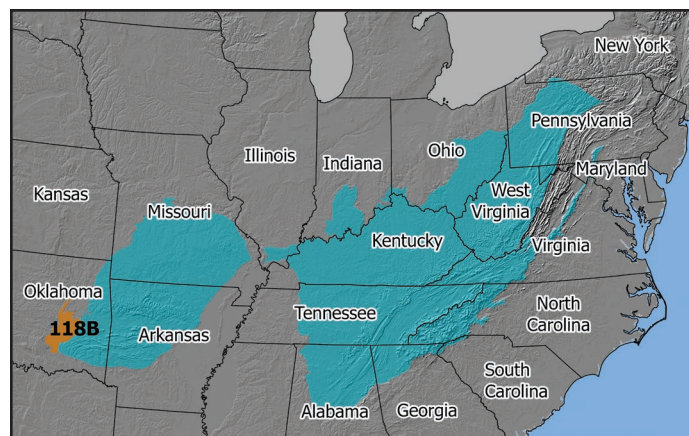 New York
Pennsylvania
Ohio
Illinois
Indiana
Maryland
Kansas
Missouri
West
Virginia
Kentucky
Virginia
Oklahoma
118B
Arkansas
Tennessee
North
Carolina
South
Carolina
Alabama
Georgia